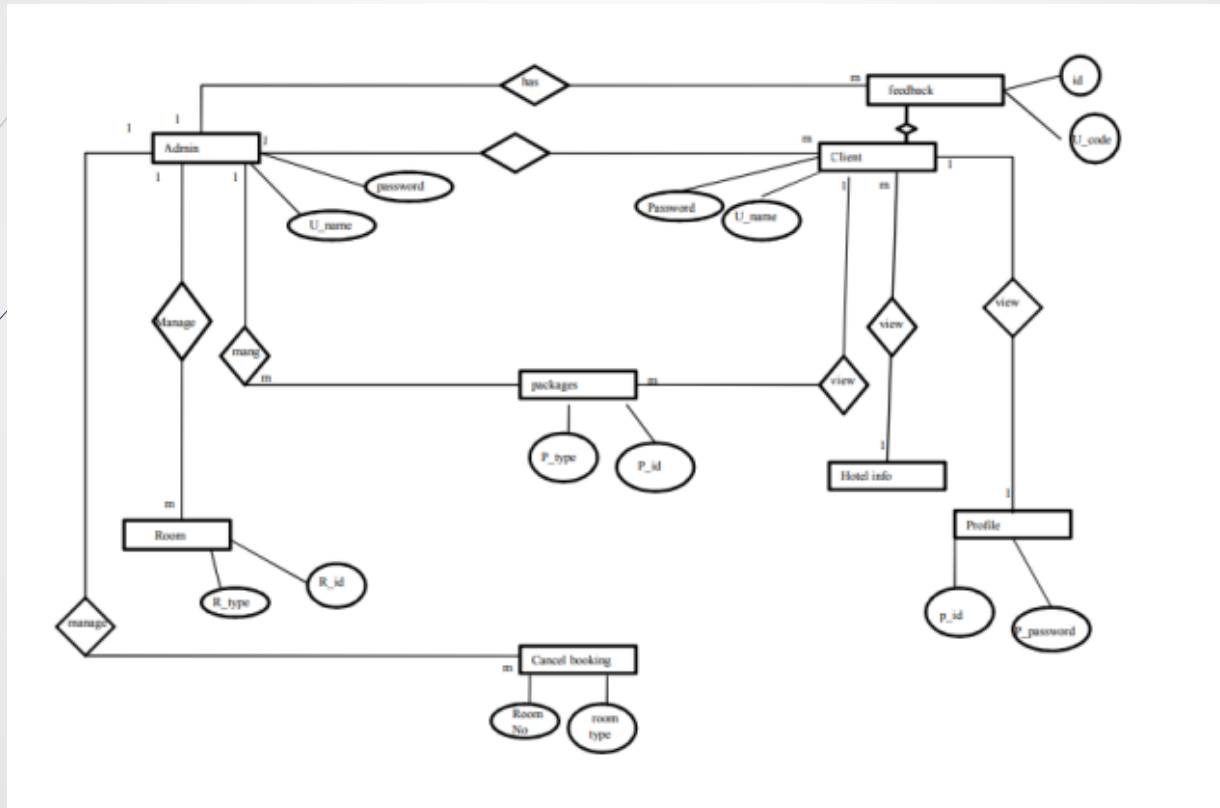 has
m
feedback
id
U_code
1
1
Admin
1
m
Client
1
1
1
password
U_name
Password
U_name
1
m
Manage
mang
m
view
view
view
packages
m
P_type
P_id
1
Hotel info
1
Profile
m
Room
R_type
R_id
p_id
P_password
manage
m
Cancel booking
Room
No
room
type